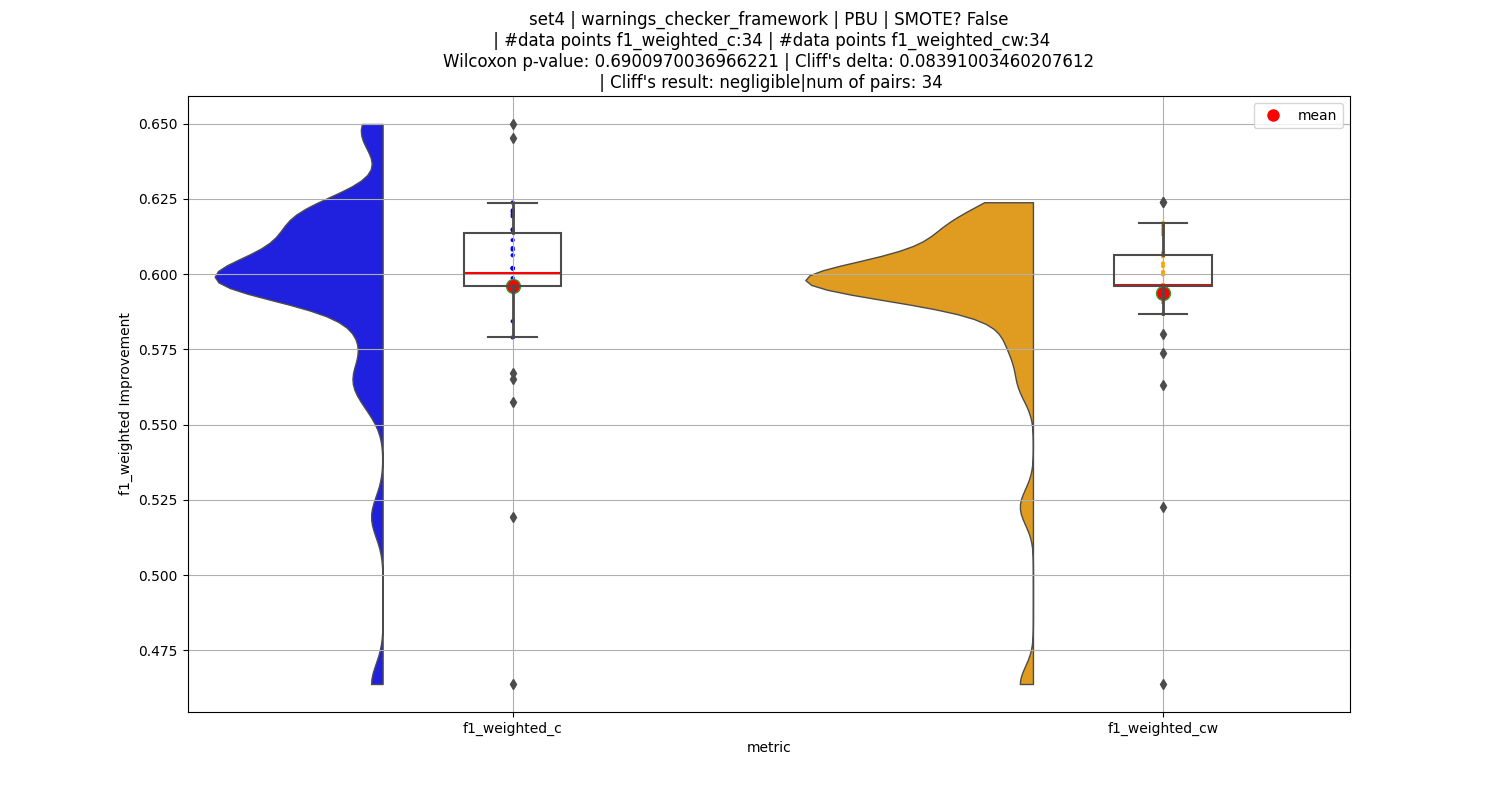 set4 | warnings_checker_framework | PBU | SMOTE? False
| #data points f1_weighted_c:34 | #data points f1_weighted_cw:34
Wilcoxon p-value: 0.6900970036966221 | Cliff's delta: 0.08391003460207612
| Cliff's result: negligible|num of pairs: 34
mean
0.650
0.625
0.600
0.575
0.550
0.525
0.500
0.475
f1_weighted Improvement
f1_weighted_c
f1_weighted_cw
metric